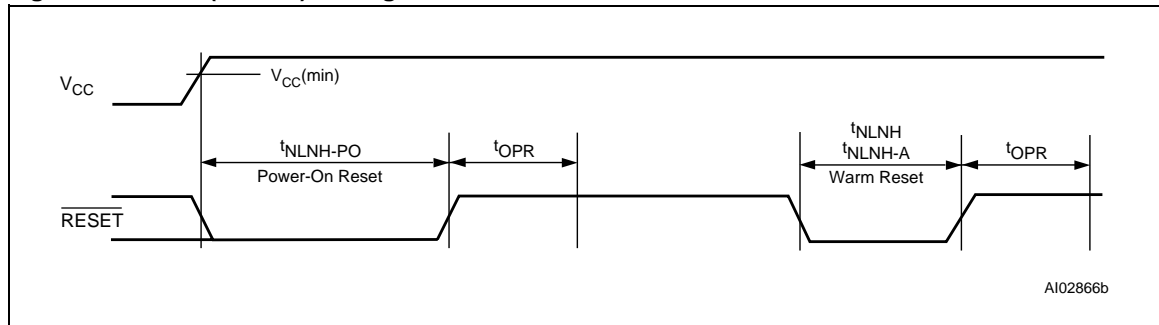 VCC
VCC(min)
tNLNH-PO
Power-On Reset
tOPR
tNLNH
tNLNH-A
Warm Reset
tOPR
RESET
AI02866b